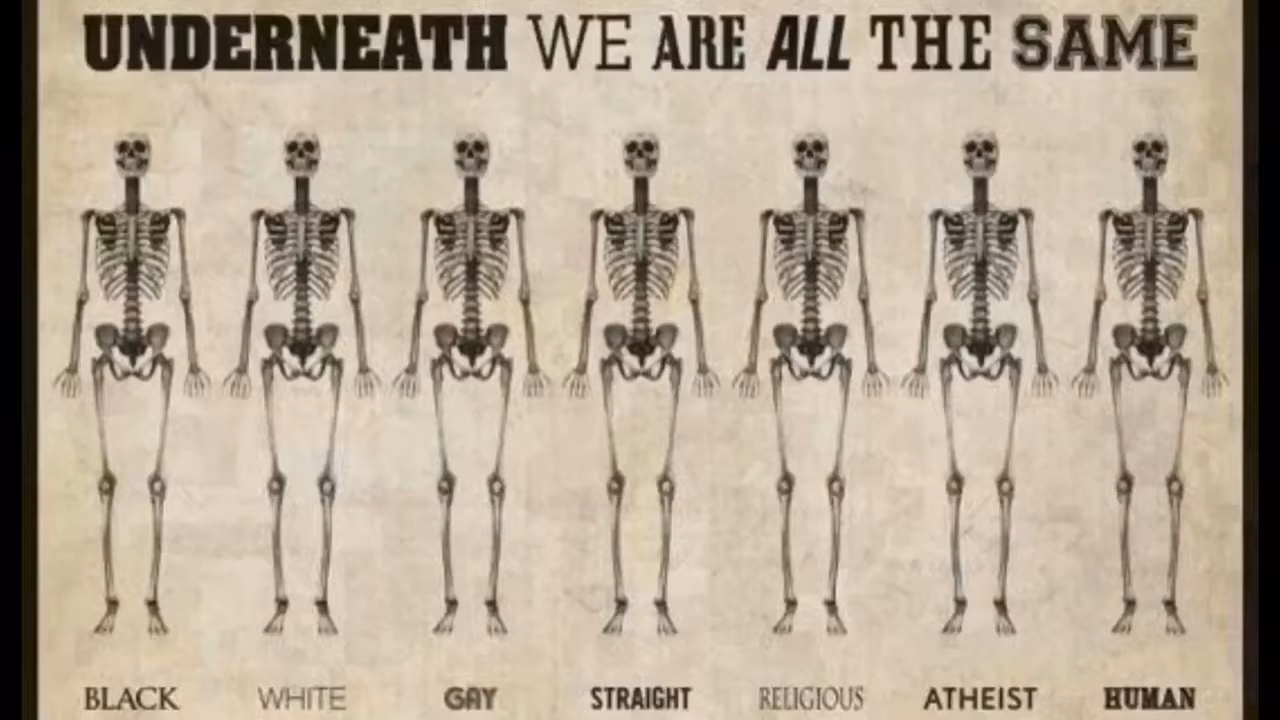 UNDERNEATH WE ARE ALL THE SAME
BLACK WHITE GAY STRAIGHT RELIGIOUS ATHEIST HUMAN